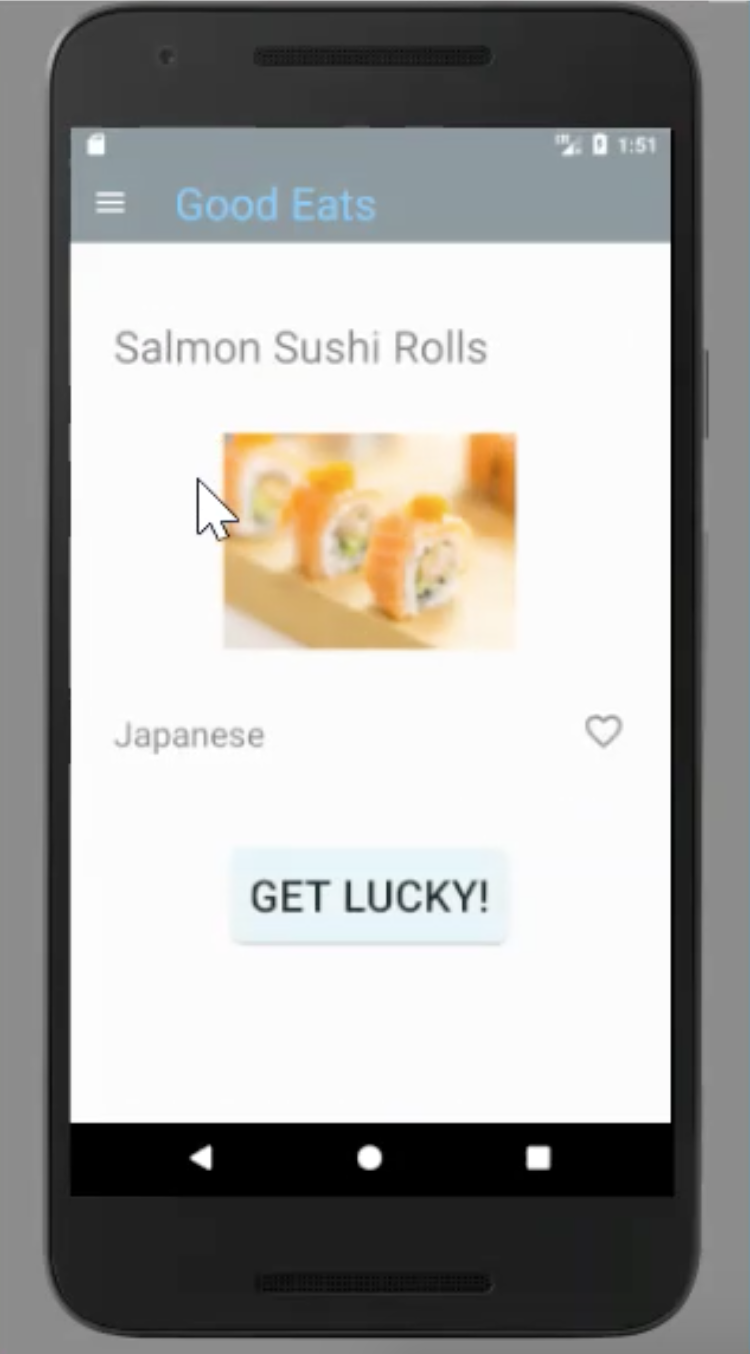 1:51
Good Eats
Salmon Sushi Rolls
Japanese
GET LUCKY!